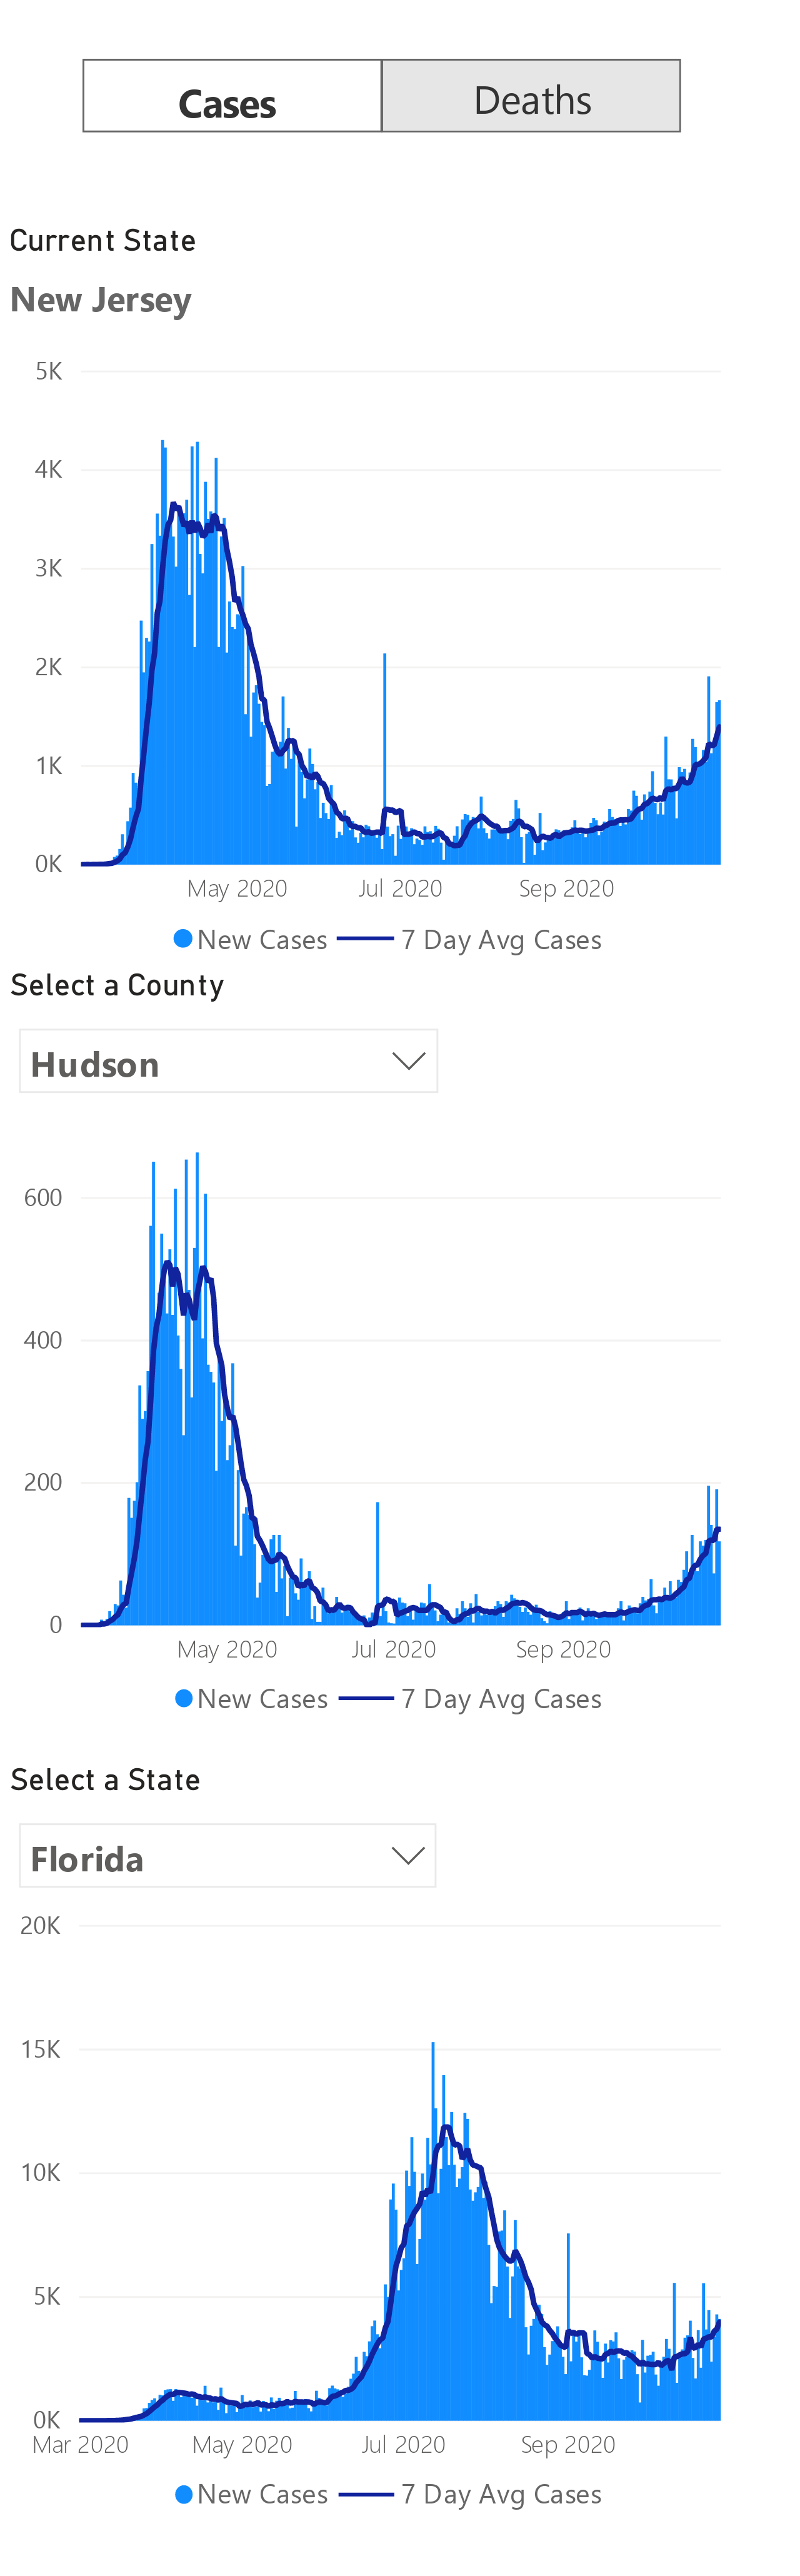 Cases Deaths
Current State
New Jersey
5K
4K
3K
2K
1K
0K
May 2020 Jul 2020 Sep 2020
New Cases 7 Day Avg Cases
Select a County
Hudson
600
400
200
0
May 2020 Jul 2020 Sep 2020
New Cases 7 Day Avg Cases
Select a State
Florida
20K
15K
10K
5K
0K
Mar 2020 May 2020 Jul 2020 Sep 2020
New Cases 7 Day Avg Cases